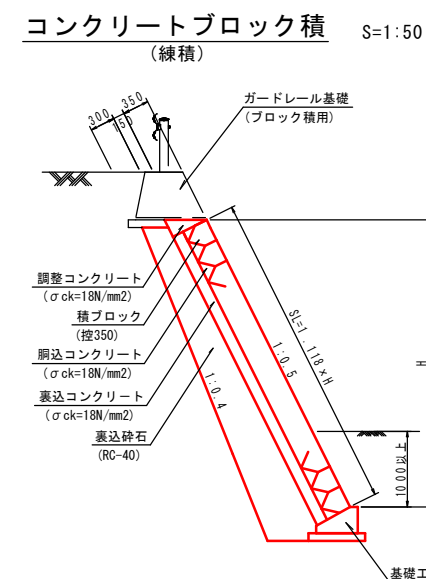 コンクリートブロック積 S=1:50
(練積)
300
150
350
ガードレール基礎
(ブロック積用)
調整コンクリート
(σck=18N/mm2)
積ブロック
(控350)
胴込コンクリート
(σck=18N/mm2)
裏込コンクリート
(σck=18N/mm2)
裏込砕石
(RC-40)
1:0.4
1:0.5
SL=1.118×H
H
1000以上
基礎工